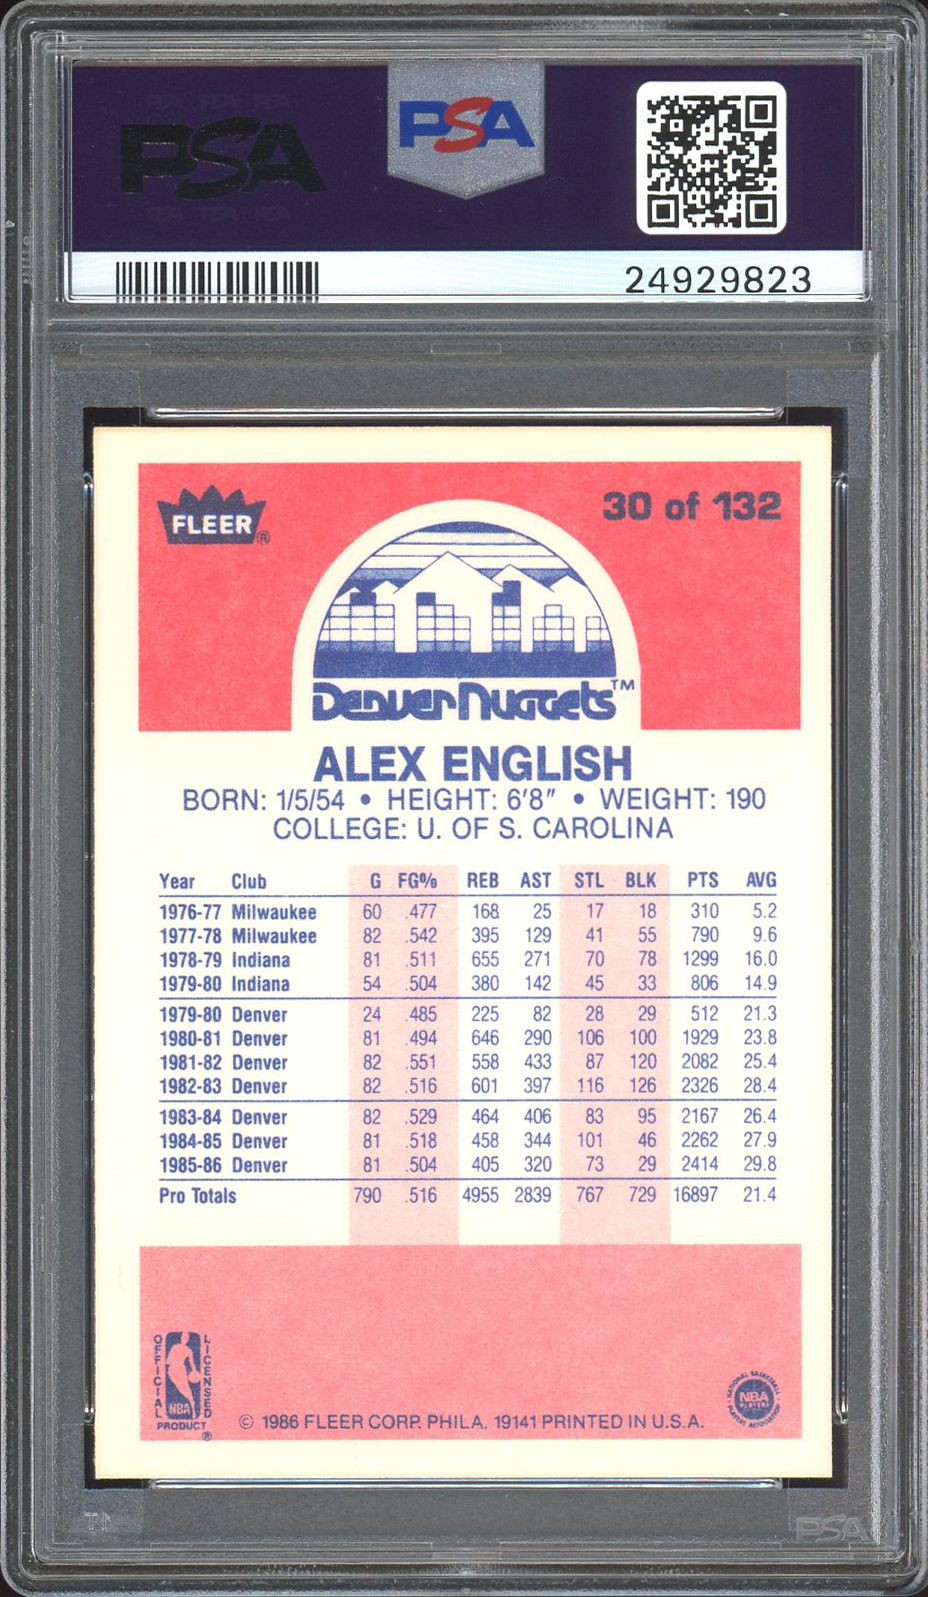 PSA
PSA
24929823
FLEER®
30 of 132
Denver Nuggets™
ALEX ENGLISH
BORN: 1/5/54 • HEIGHT: 6'8" • WEIGHT: 190
COLLEGE: U. OF S. CAROLINA
Year Club G FG% REB AST STL BLK PTS AVG
1976-77 Milwaukee 60 .477 168 25 17 18 310 5.2
1977-78 Milwaukee 82 .542 395 129 41 55 790 9.6
1978-79 Indiana 81 .511 655 271 70 78 1299 16.0
1979-80 Indiana 54 .504 380 142 45 33 806 14.9
1979-80 Denver 24 .485 225 82 28 29 512 21.3
1980-81 Denver 81 .494 646 290 106 100 1929 23.8
1981-82 Denver 82 .551 558 433 87 120 2082 25.4
1982-83 Denver 82 .516 601 397 116 126 2326 28.4
1983-84 Denver 82 .529 464 406 83 95 2167 26.4
1984-85 Denver 81 .518 458 344 101 46 2262 27.9
1985-86 Denver 81 .504 405 320 73 29 2414 29.8
Pro Totals 790 .516 4955 2839 767 729 16897 21.4
OFFICIAL LICENSED
NBA
PRODUCT ®
© 1986 FLEER CORP. PHILA. 19141 PRINTED IN U.S.A.
NATIONAL BASKETBALL
NBA
PLAYERS
PLAYERS ASSOCIATION
PSA